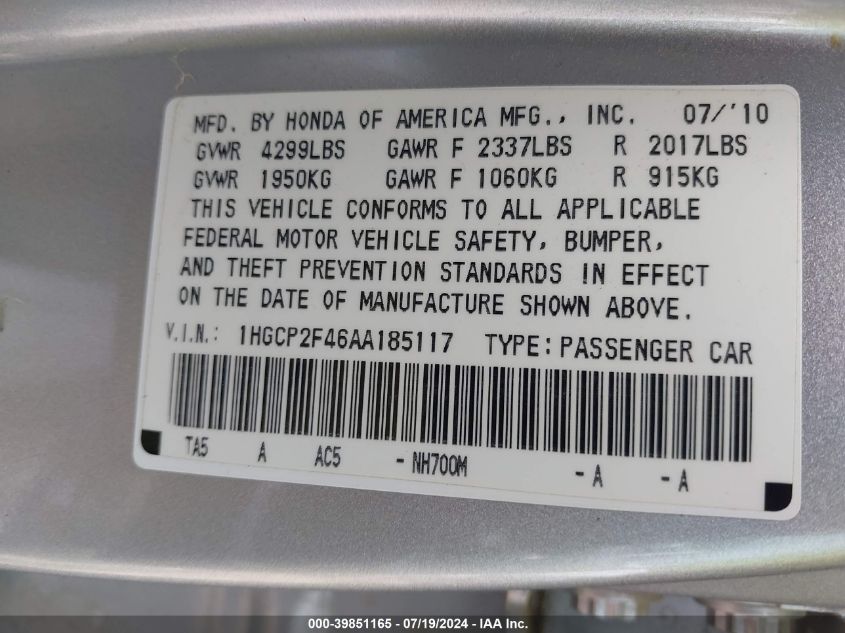 MFD. BY HONDA OF AMERICA MFG., INC. 07/'10
GVWR 4299LBS GAWR F 2337LBS R 2017LBS
GVWR 1950KG GAWR F 1060KG R 915KG
THIS VEHICLE CONFORMS TO ALL APPLICABLE
FEDERAL MOTOR VEHICLE SAFETY, BUMPER,
AND THEFT PREVENTION STANDARDS IN EFFECT
ON THE DATE OF MANUFACTURE SHOWN ABOVE.
V.I.N.: 1HGCP2F46AA185117 TYPE: PASSENGER CAR
TA5 A AC5 - NH700M - A - A
000-39851165 - 07/19/2024 - IAA Inc.